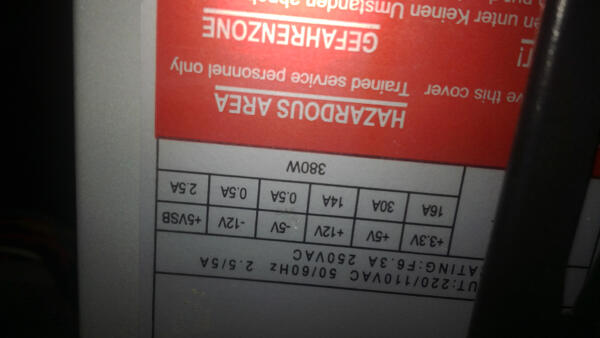 UT:220/110VAC 50/60Hz 2.5/5A
ATING:F6.3A 250VAC
+3.3V +5V +12V -5V -12V +5VSB
16A 30A 14A 0.5A 0.5A 2.5A
380W
HAZARDOUS AREA
ve this cover Trained service personnel only
GEFAHRENZONE
en unter Keinen Umständen